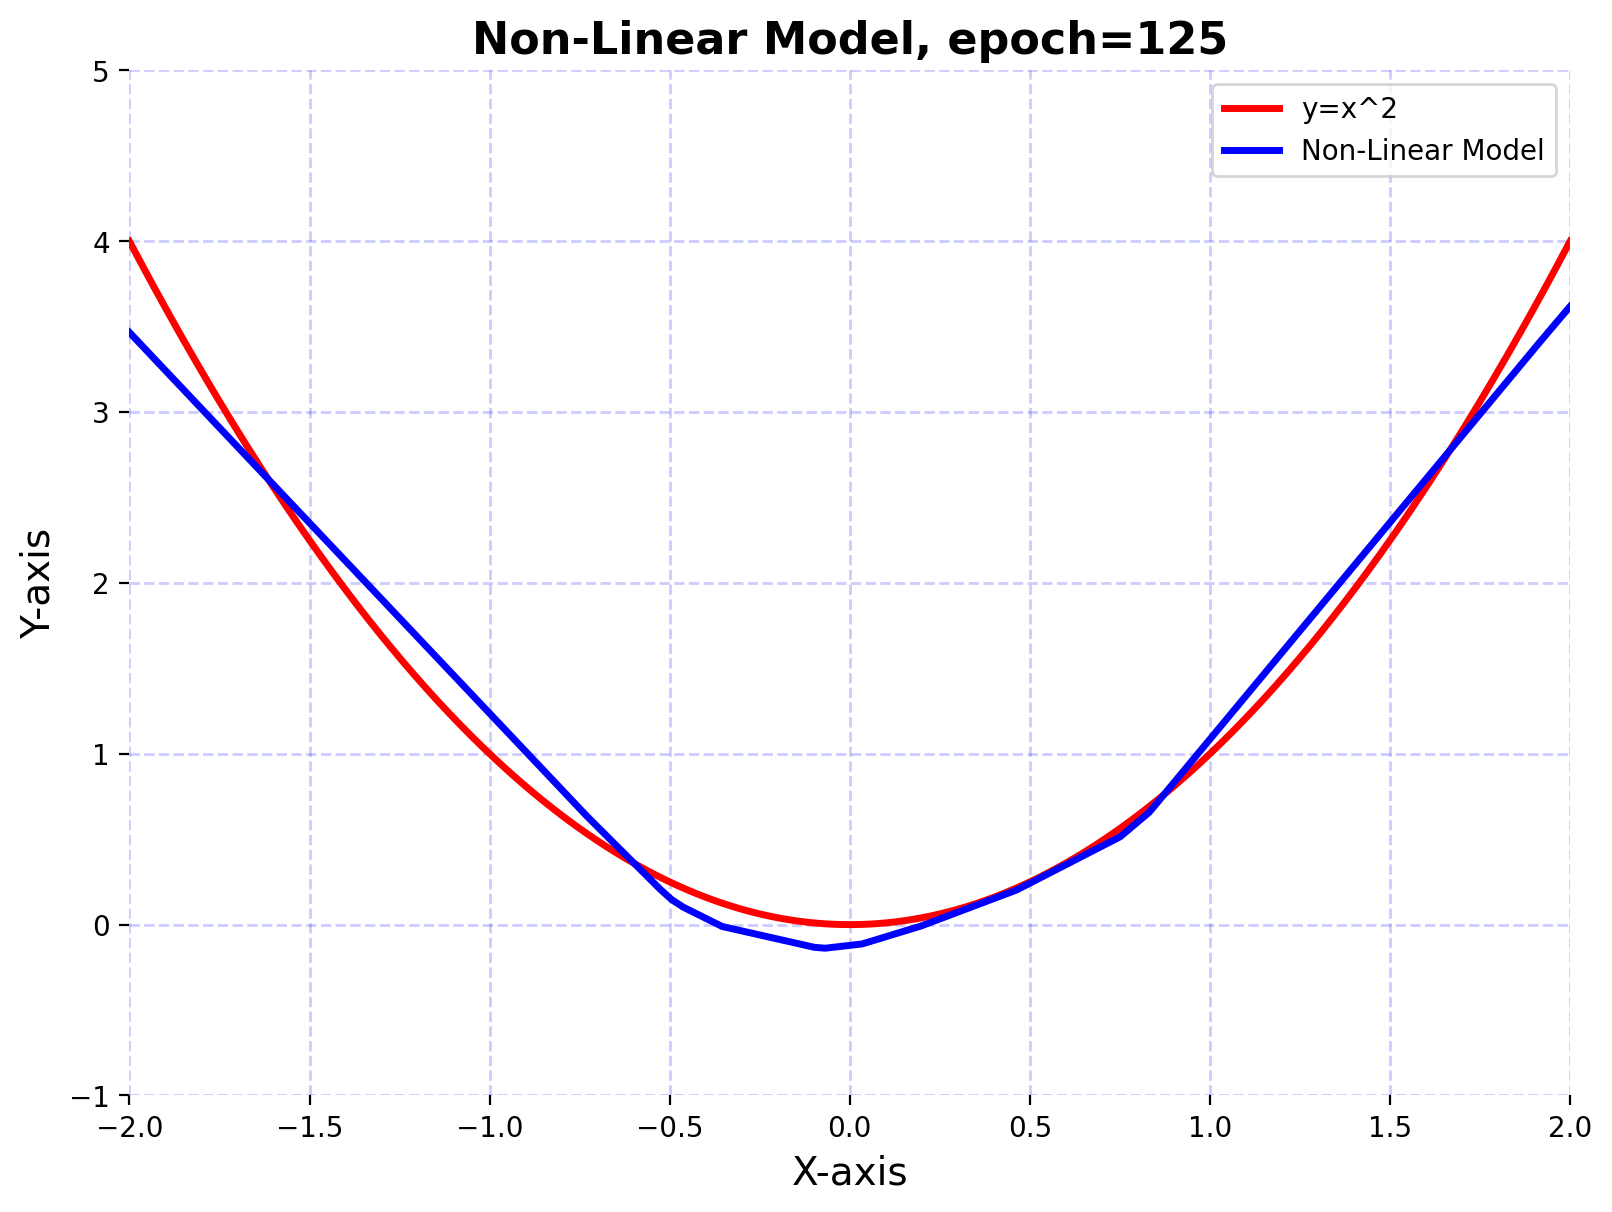 Non-Linear Model, epoch=125
y=x^2
Non-Linear Model
5
4
3
2
1
0
−1
Y-axis
−2.0 −1.5 −1.0 −0.5 0.0 0.5 1.0 1.5 2.0
X-axis